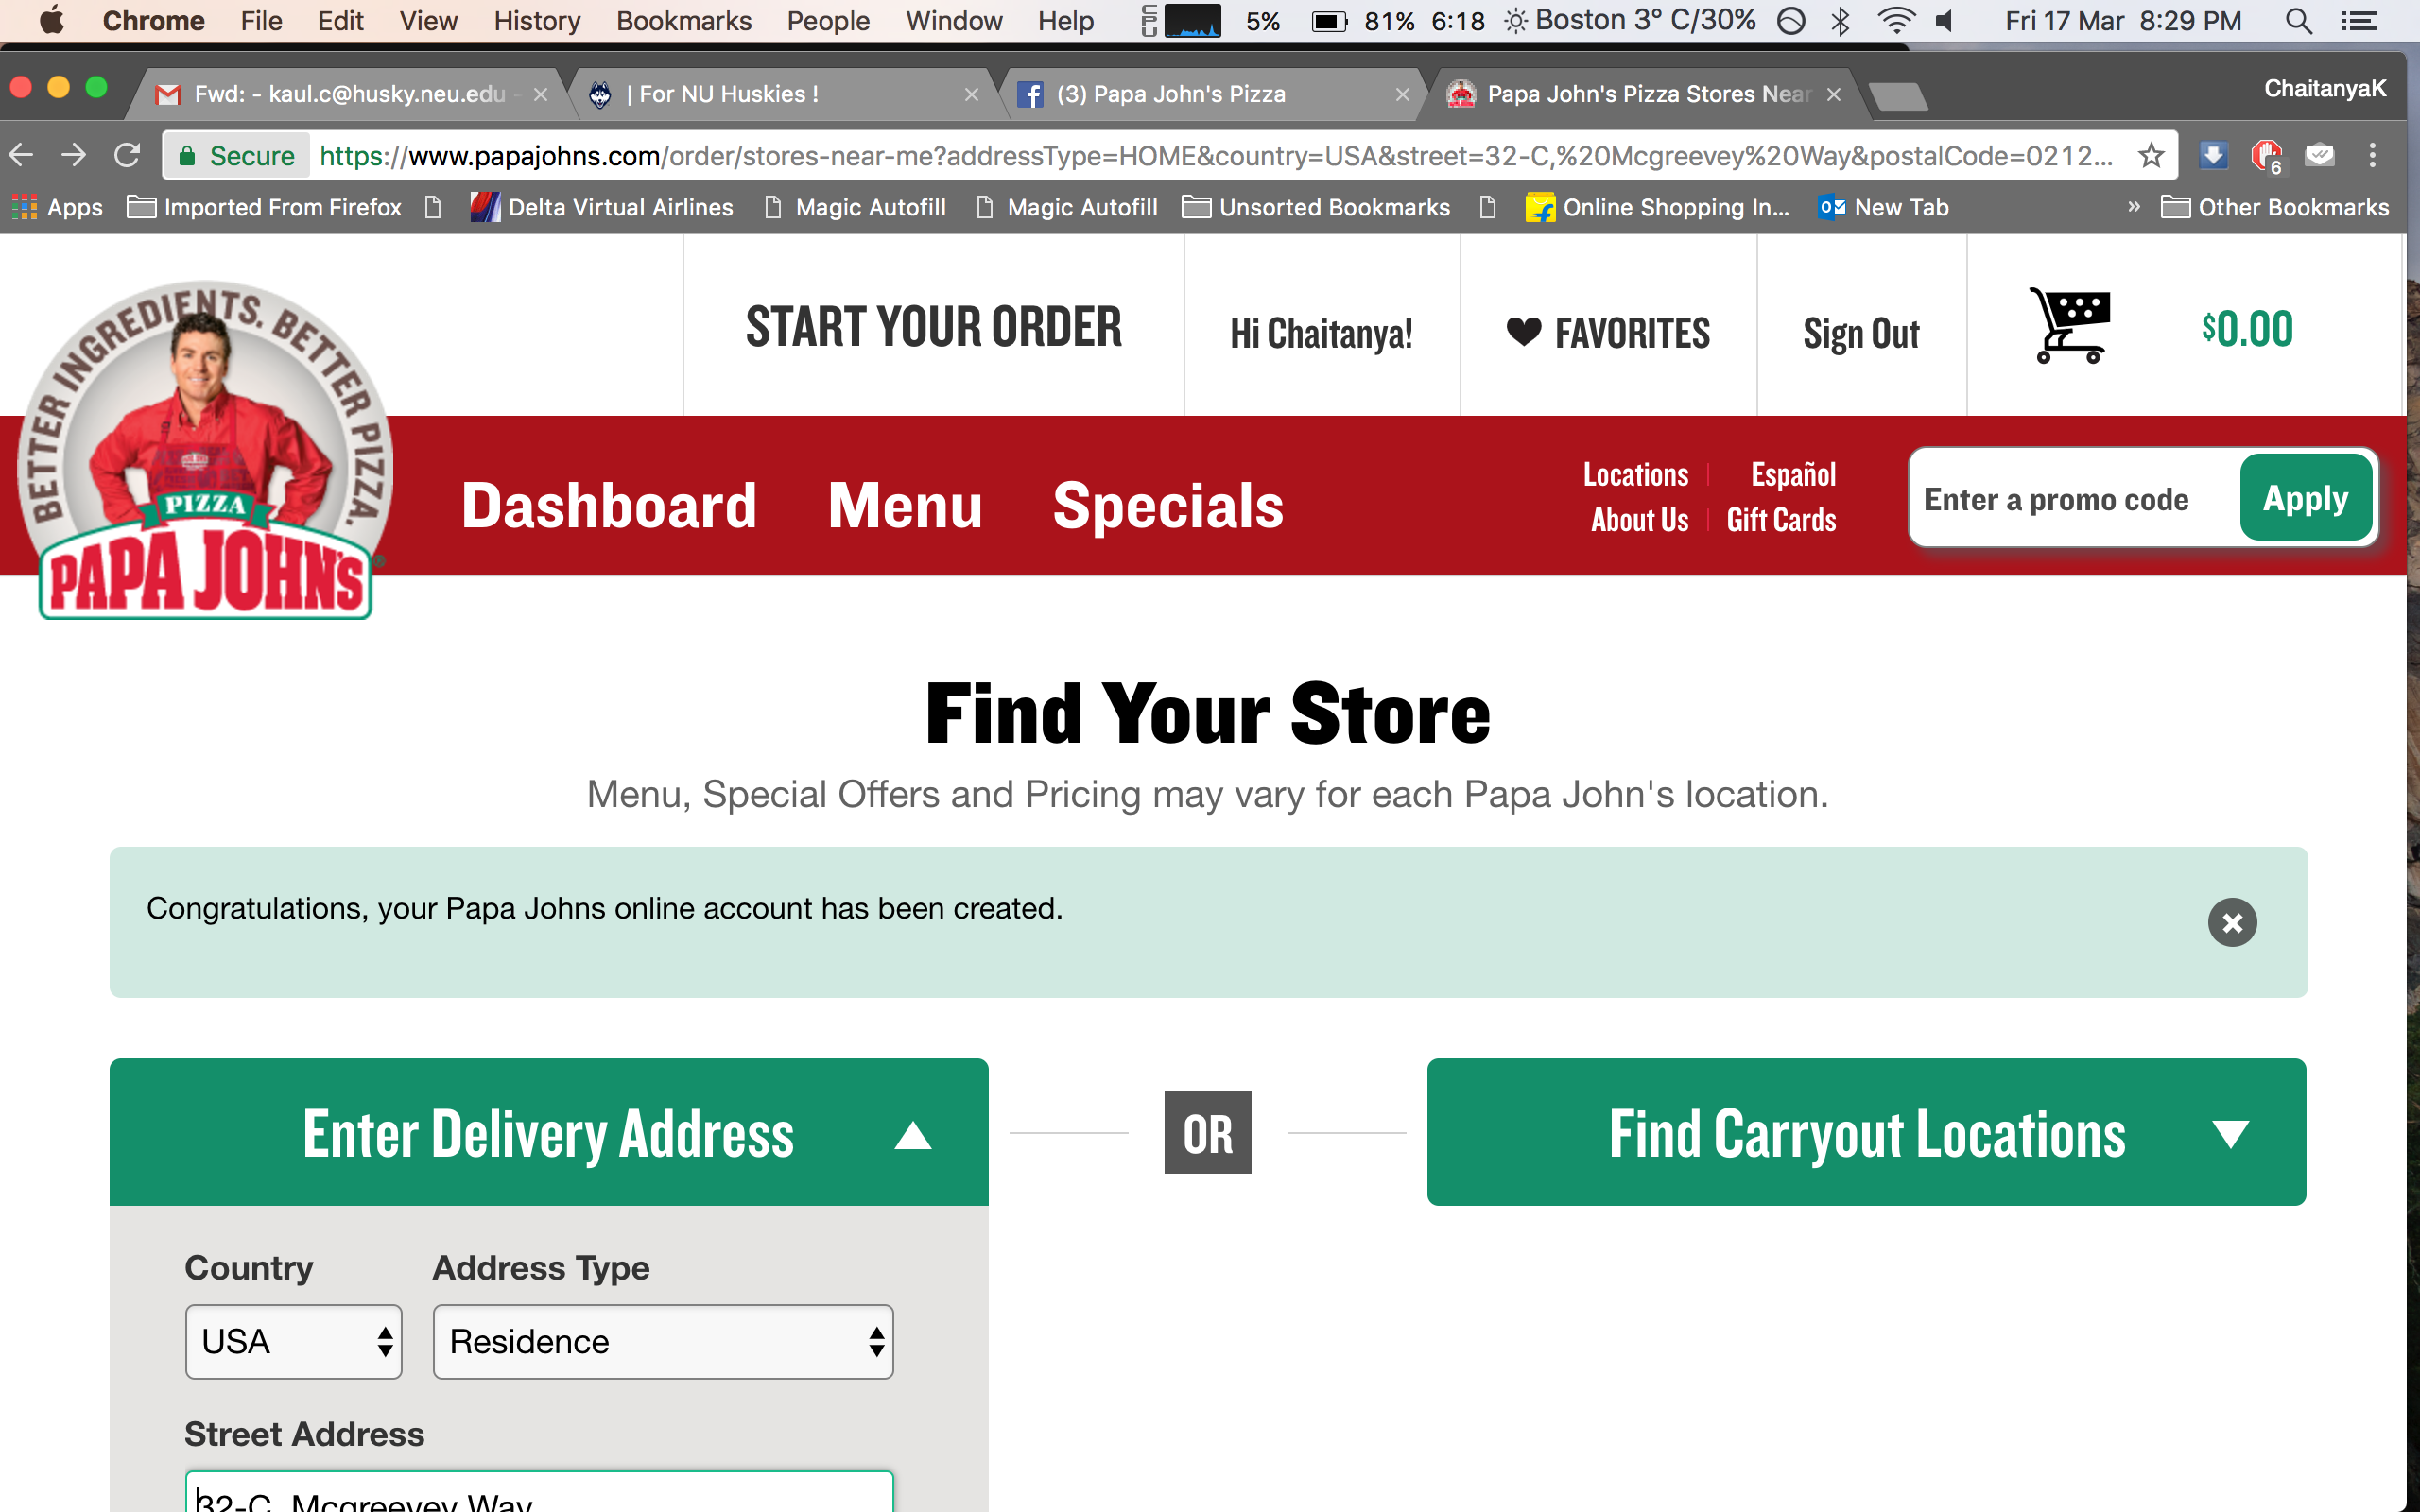 Chrome File Edit View History Bookmarks People Window Help CPU 5% 81% 6:18 Boston 3° C/30% Fri 17 Mar 8:29 PM
Fwd: - kaul.c@husky.neu.edu - | For NU Huskies ! (3) Papa John's Pizza Papa John's Pizza Stores Near ChaitanyaK
Secure https://www.papajohns.com/order/stores-near-me?addressType=HOME&country=USA&street=32-C,%20Mcgreevey%20Way&postalCode=0212... 6
Apps Imported From Firefox Delta Virtual Airlines Magic Autofill Magic Autofill Unsorted Bookmarks Online Shopping In... New Tab » Other Bookmarks
START YOUR ORDER Hi Chaitanya! FAVORITES Sign Out $0.00
BETTER INGREDIENTS. BETTER PIZZA.
PIZZA
PAPA JOHN'S®
Dashboard Menu Specials
Locations Español
About Us Gift Cards
Enter a promo code Apply
Find Your Store
Menu, Special Offers and Pricing may vary for each Papa John's location.
Congratulations, your Papa Johns online account has been created.
Enter Delivery Address OR Find Carryout Locations
Country Address Type
USA Residence
Street Address
32-C, Mcgreevey Way